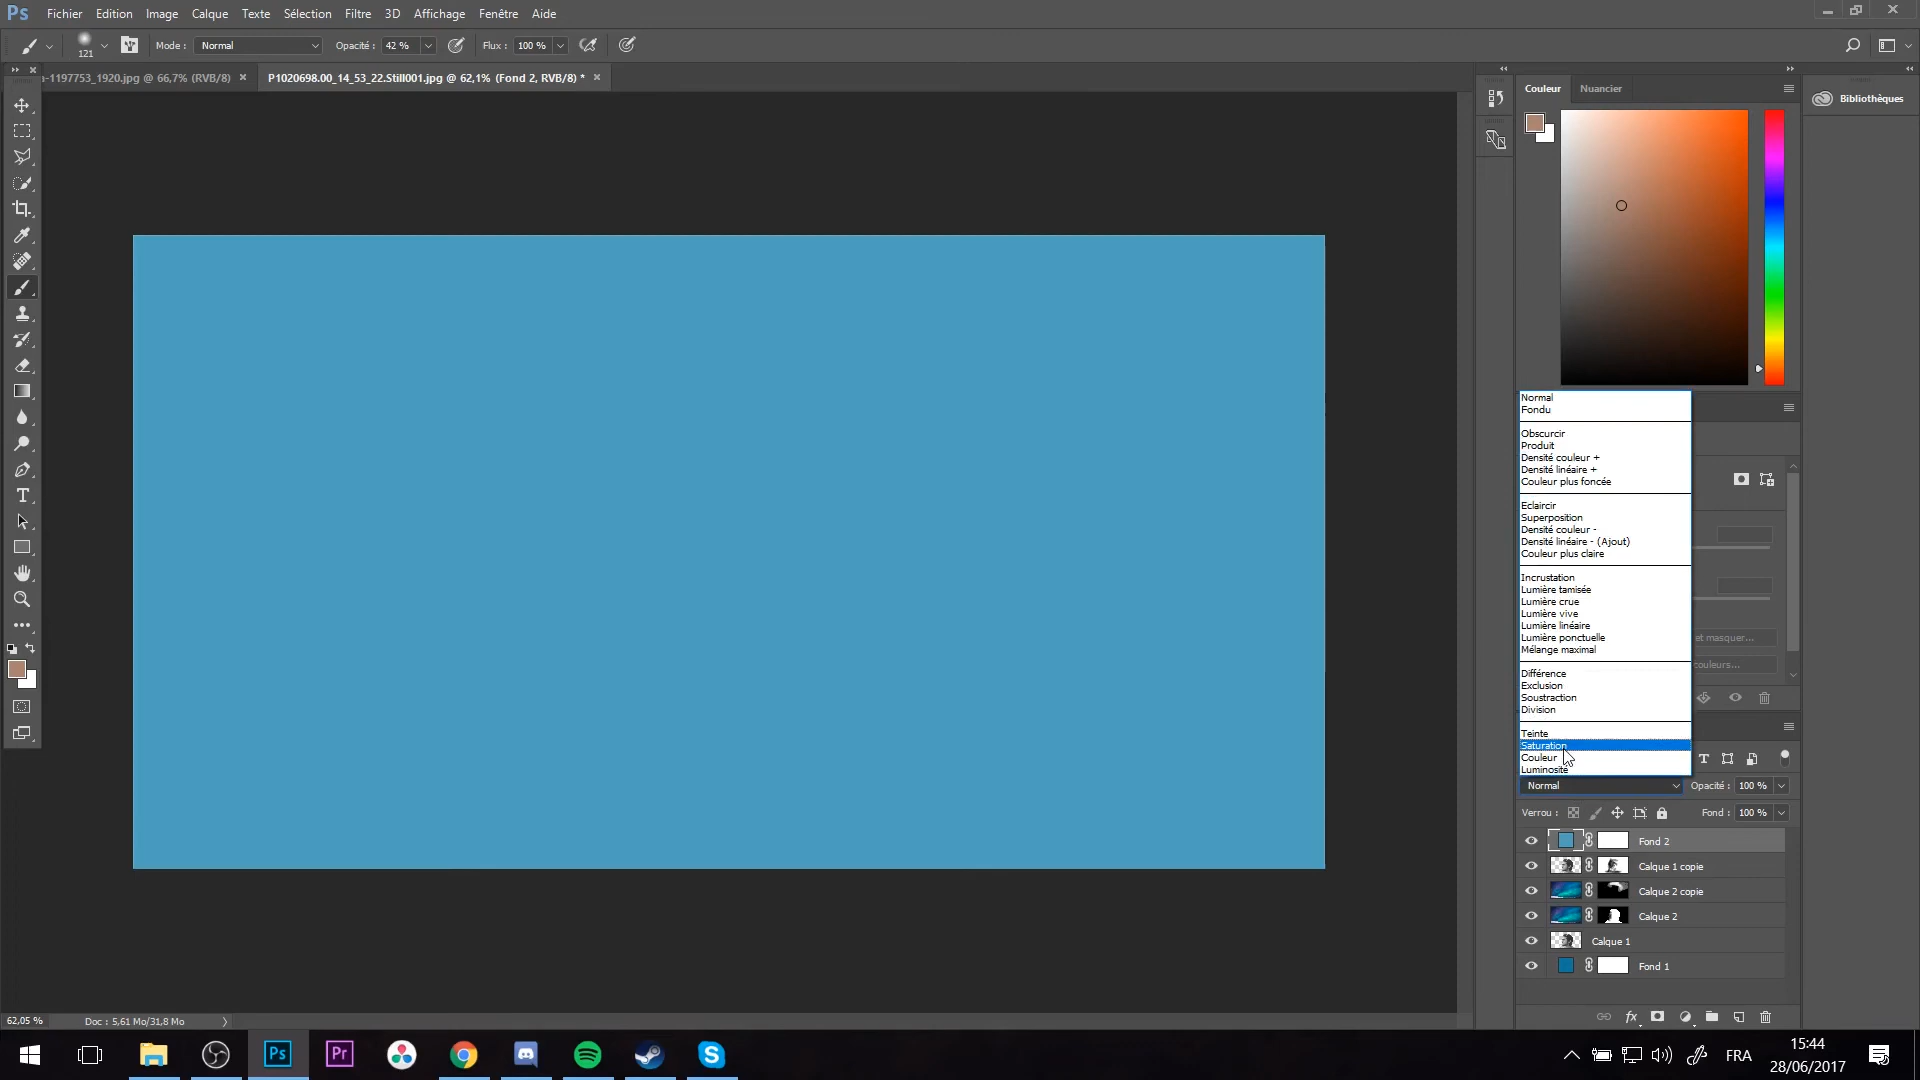 Ps Fichier Edition Image Calque Texte Sélection Filtre 3D Affichage Fenêtre Aide
121 Mode : Normal Opacité : 42 % Flux : 100 %
-1197753_1920.jpg @ 66,7% (RVB/8) × P1020698.00_14_53_22.Still001.jpg @ 62,1% (Fond 2, RVB/8) * ×
Couleur Nuancier
Bibliothèques
Normal
Fondu
Obscurcir
Produit
Densité couleur +
Densité linéaire +
Couleur plus foncée
Eclaircir
Superposition
Densité couleur -
Densité linéaire - (Ajout)
Couleur plus claire
Incrustation
Lumière tamisée
Lumière crue
Lumière vive
Lumière linéaire
Lumière ponctuelle
et masquer...
Mélange maximal
couleurs...
Différence
Exclusion
Soustraction
Division
Teinte
Saturation
Couleur
Luminosité
Normal Opacité : 100 %
Verrou : Fond : 100 %
Fond 2
Calque 1 copie
Calque 2 copie
Calque 2
Calque 1
Fond 1
fx
62,05 % Doc : 5,61 Mo/31,8 Mo
Ps Pr FRA
15:44
28/06/2017